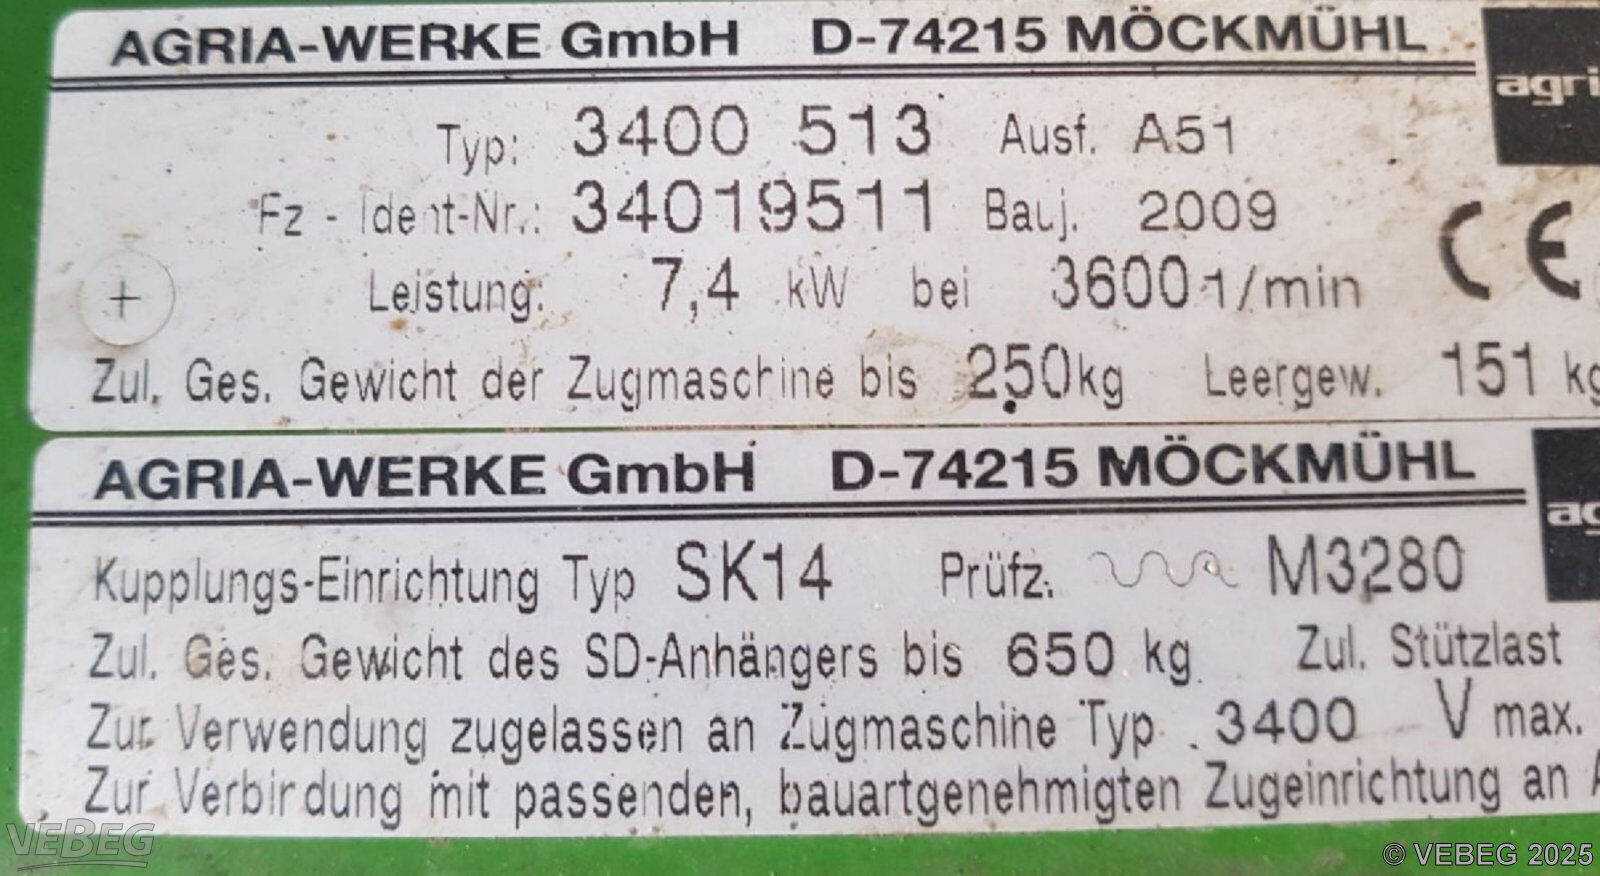 AGRIA-WERKE GmbH D-74215 MÖCKMÜHL
agri
Typ: 3400 513 Ausf. A51
Fz - Ident-Nr.: 34019511 Bauj. 2009
CE
Leistung: 7,4 kW bei 3600 1/min
Zul. Ges. Gewicht der Zugmaschine bis 250kg Leergew. 151 kg
AGRIA-WERKE GmbH D-74215 MÖCKMÜHL
ag
Kupplungs-Einrichtung Typ SK14 Prüfz. M3280
Zul. Ges. Gewicht des SD-Anhängers bis 650 kg Zul. Stützlast
Zur Verwendung zugelassen an Zugmaschine Typ 3400 V max.
Zur Verbindung mit passenden, bauartgenehmigten Zugeinrichtung an A
VEBEG
© VEBEG 2025